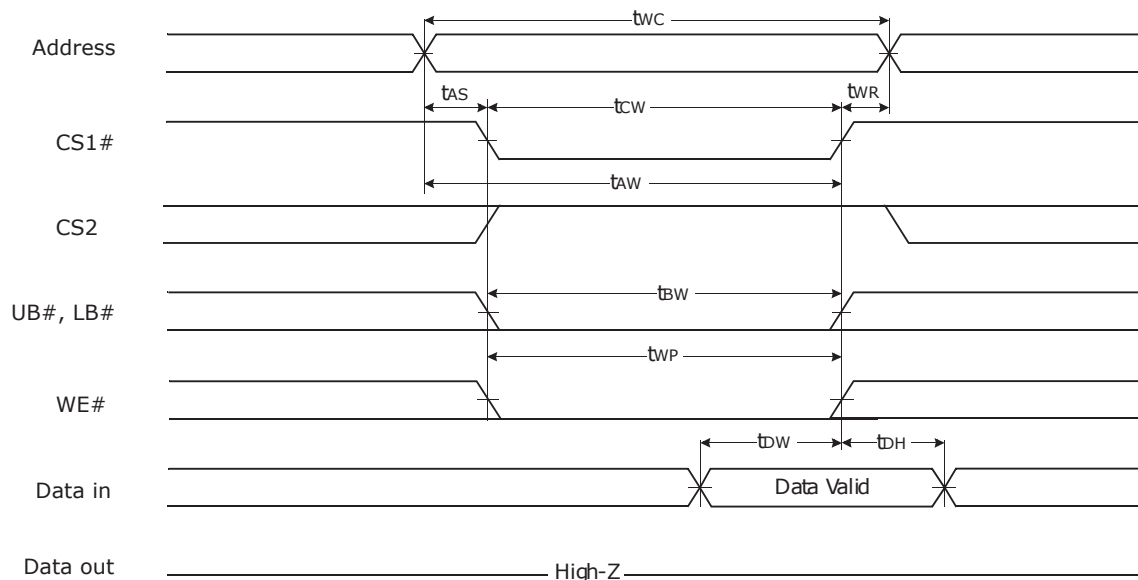 tWC
Address
tAS
tCW
tWR
CS1#
tAW
CS2
tBW
UB#, LB#
tWP
WE#
tDW
tDH
Data in
Data Valid
Data out
High-Z